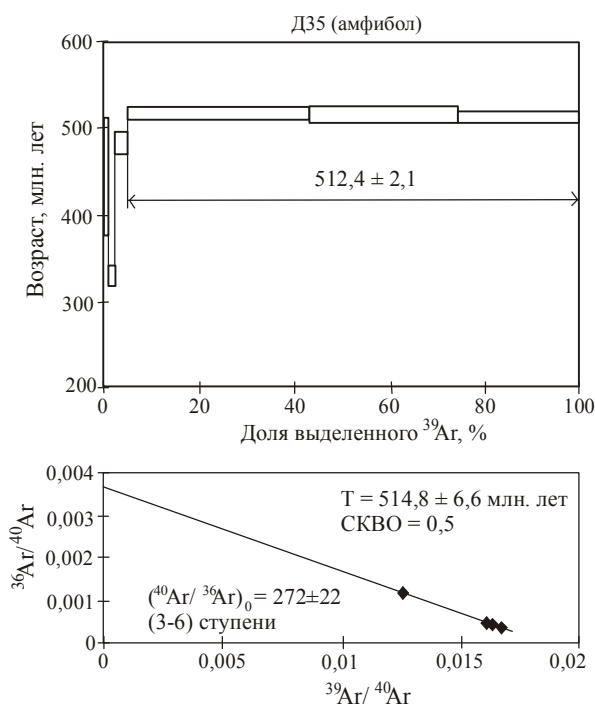 Д35 (амфибол)
Возраст, млн. лет
600
500
400
300
200
512,4 ± 2,1
0
20
40
60
80
100
Доля выделенного ³⁹Ar, %
³⁶Ar/⁴⁰Ar
0,004
0,003
0,002
0,001
0
T = 514,8 ± 6,6 млн. лет
СКВО = 0,5
(⁴⁰Ar/ ³⁶Ar)₀ = 272±22
(3-6) ступени
0
0,005
0,01
0,015
0,02
³⁹Ar/ ⁴⁰Ar